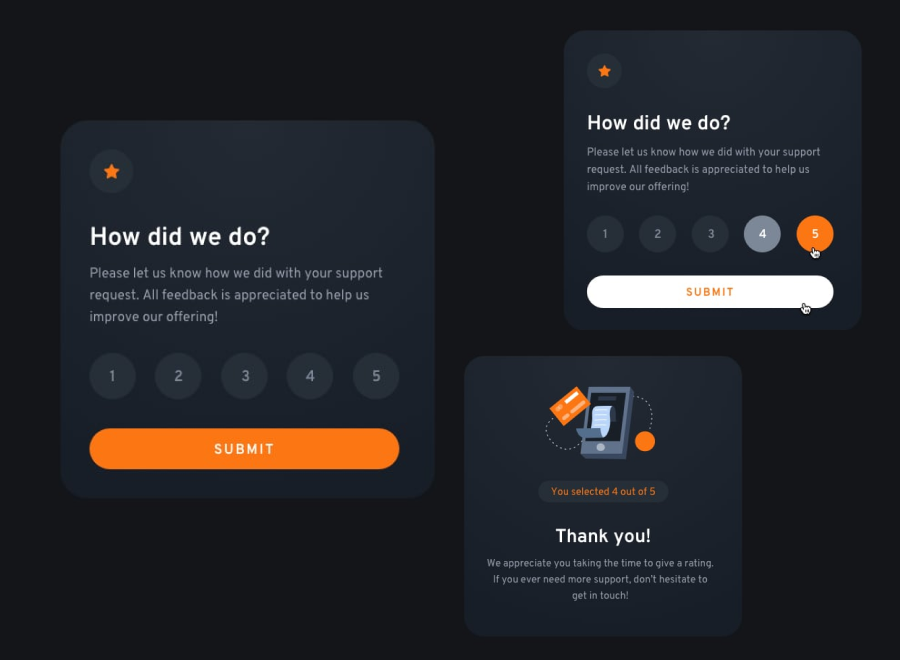 How did we do?
Please let us know how we did with your support
request. All feedback is appreciated to help us
improve our offering!
1 2 3 4 5
SUBMIT
How did we do?
Please let us know how we did with your support
request. All feedback is appreciated to help us
improve our offering!
1 2 3 4 5
SUBMIT
You selected 4 out of 5
Thank you!
We appreciate you taking the time to give a rating.
If you ever need more support, don't hesitate to
get in touch!